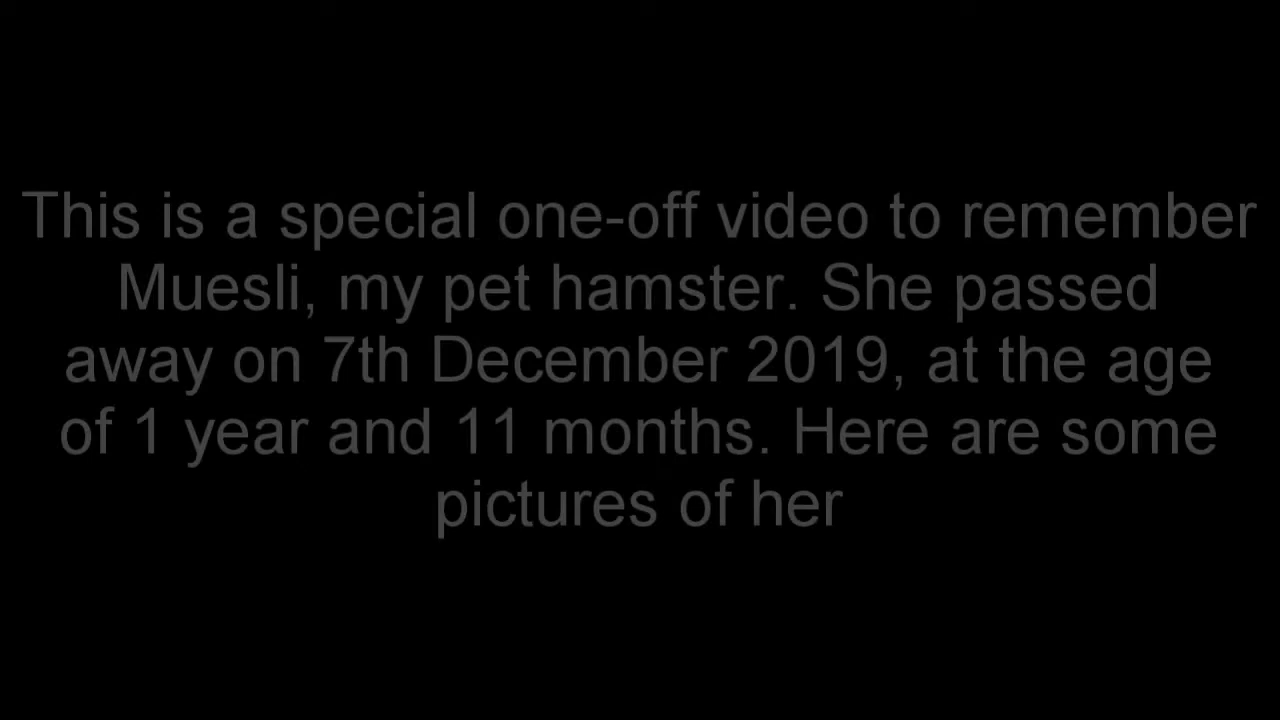 This is a special one-off video to remember
Muesli, my pet hamster. She passed
away on 7th December 2019, at the age
of 1 year and 11 months. Here are some
pictures of her